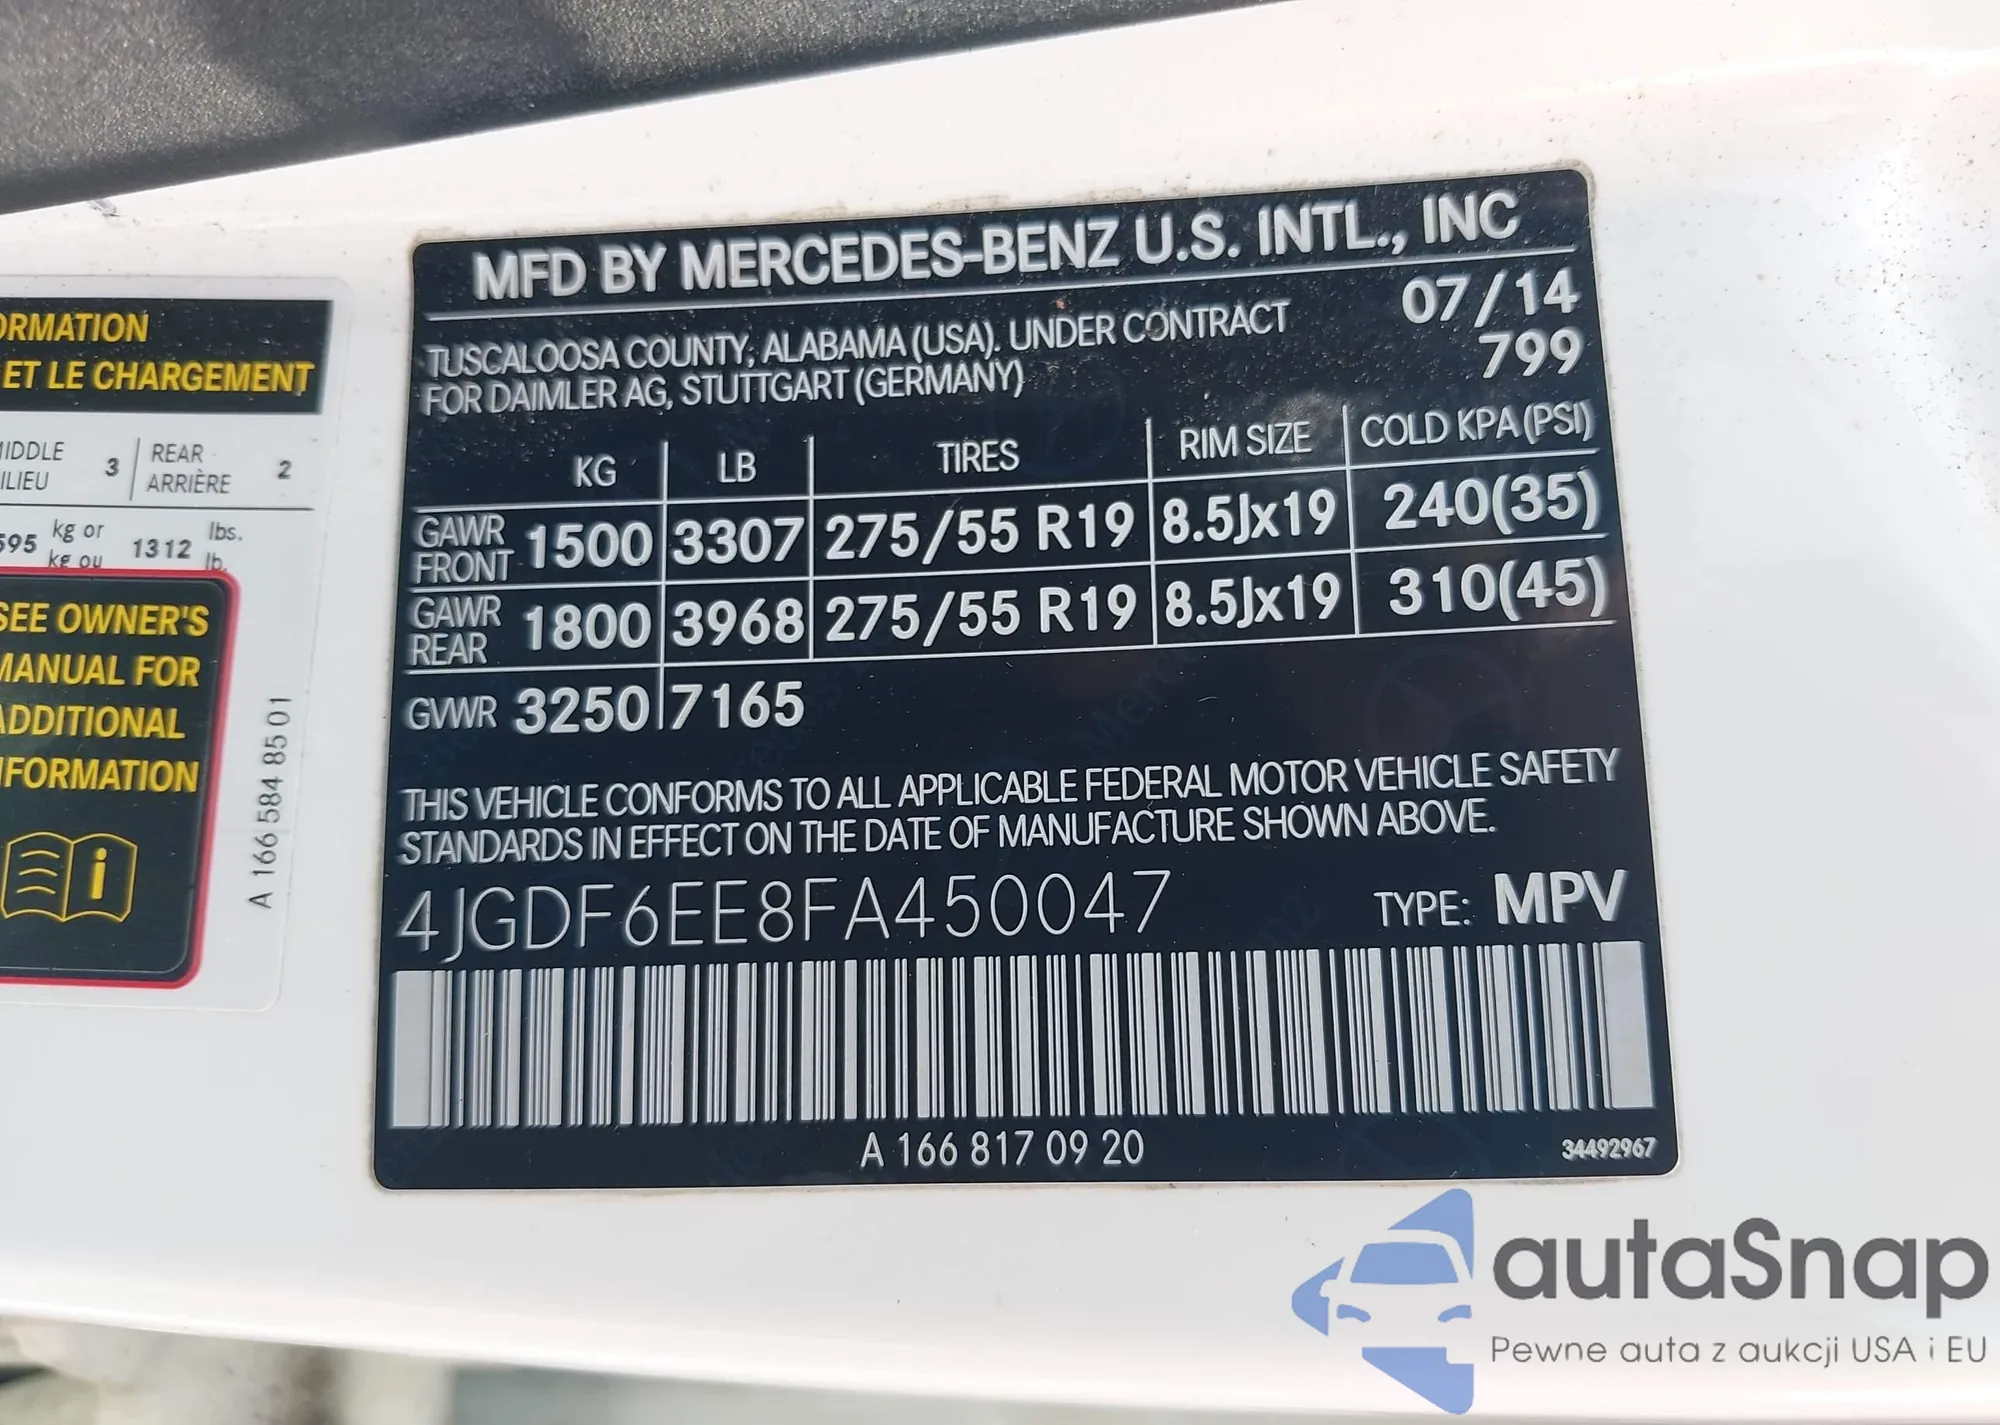 ORMATION
ET LE CHARGEMENT
MIDDLE 3 REAR 2
ILIEU ARRIÈRE
595 kg or 1312 lbs.
kg ou lb.
SEE OWNER'S
MANUAL FOR
ADDITIONAL
NFORMATION
A 166 584 85 01
MFD BY MERCEDES-BENZ U.S. INTL., INC
07/14
TUSCALOOSA COUNTY, ALABAMA (USA). UNDER CONTRACT
799
FOR DAIMLER AG, STUTTGART (GERMANY)
KG LB TIRES RIM SIZE COLD KPA (PSI)
GAWR FRONT 1500 3307 275/55 R19 8.5Jx19 240(35)
GAWR REAR 1800 3968 275/55 R19 8.5Jx19 310(45)
GVWR 3250 7165
THIS VEHICLE CONFORMS TO ALL APPLICABLE FEDERAL MOTOR VEHICLE SAFETY
STANDARDS IN EFFECT ON THE DATE OF MANUFACTURE SHOWN ABOVE.
4JGDF6EE8FA450047 TYPE: MPV
A 166 817 09 20 34492967
autaSnap
Pewne auta z aukcji USA i EU